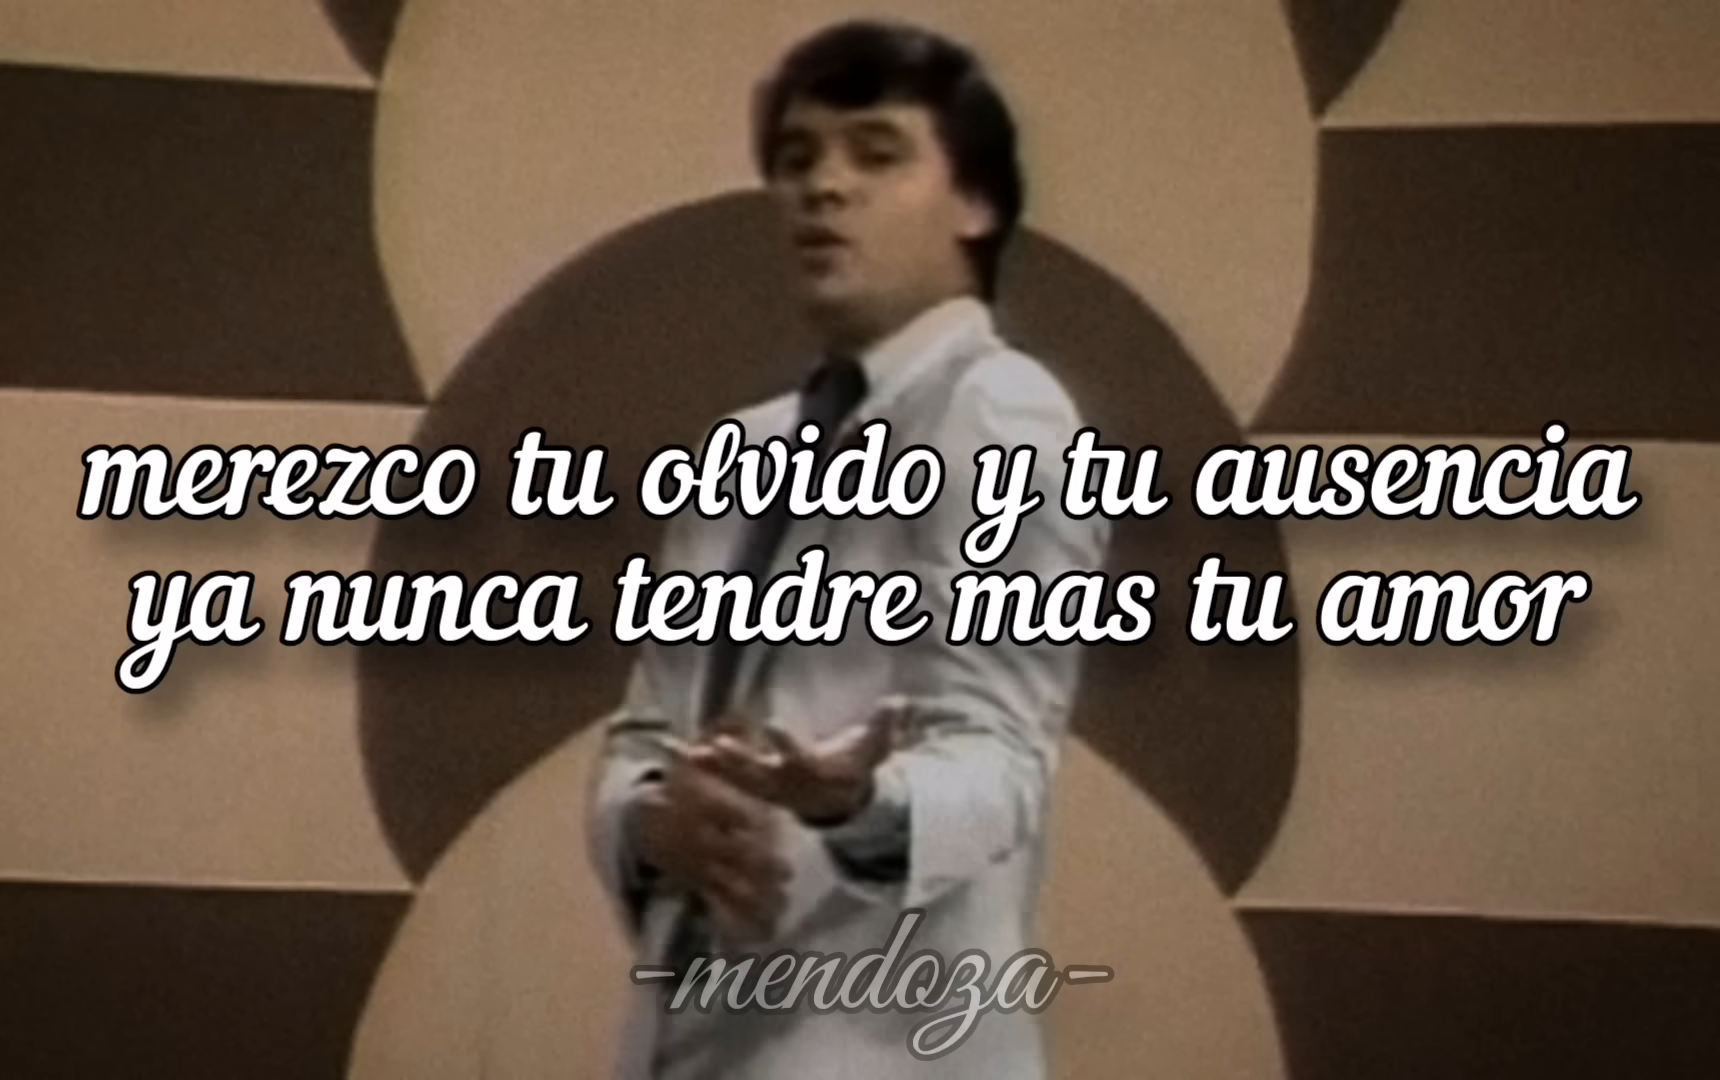 merezco tu olvido y tu ausencia
ya nunca tendre mas tu amor
-mendoza-